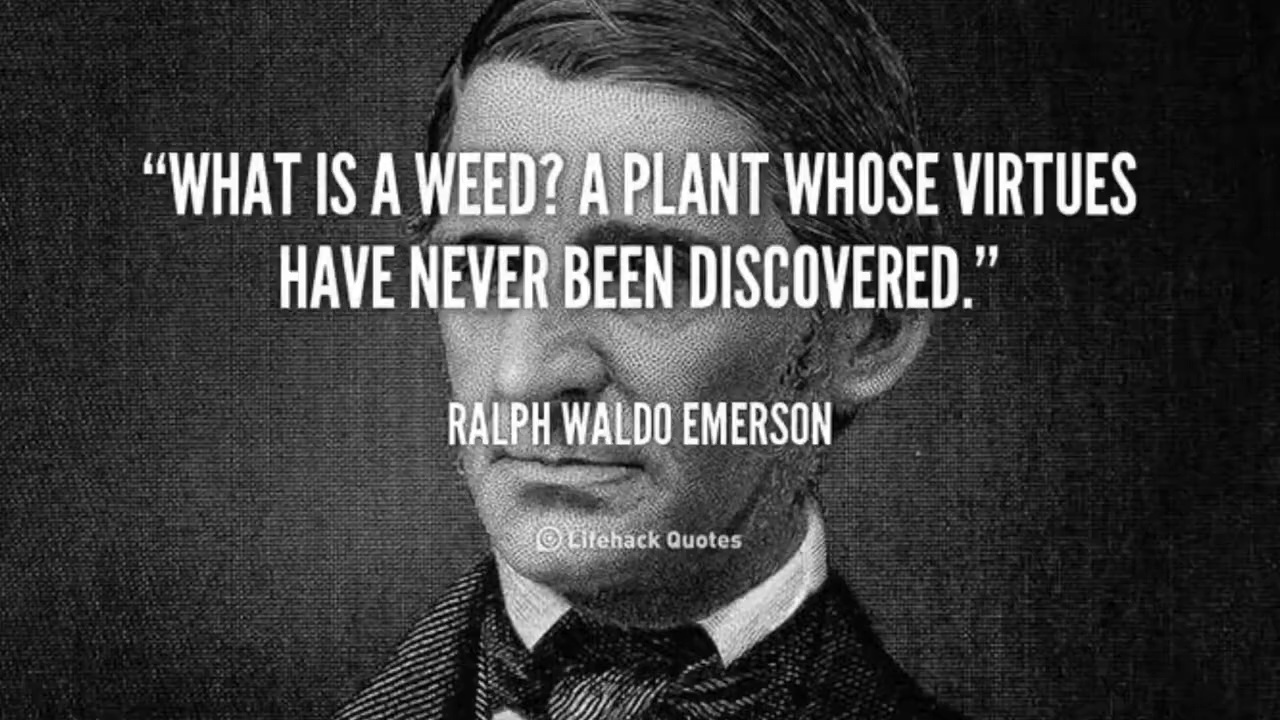 “WHAT IS A WEED? A PLANT WHOSE VIRTUES
HAVE NEVER BEEN DISCOVERED.”
RALPH WALDO EMERSON
Lifehack Quotes